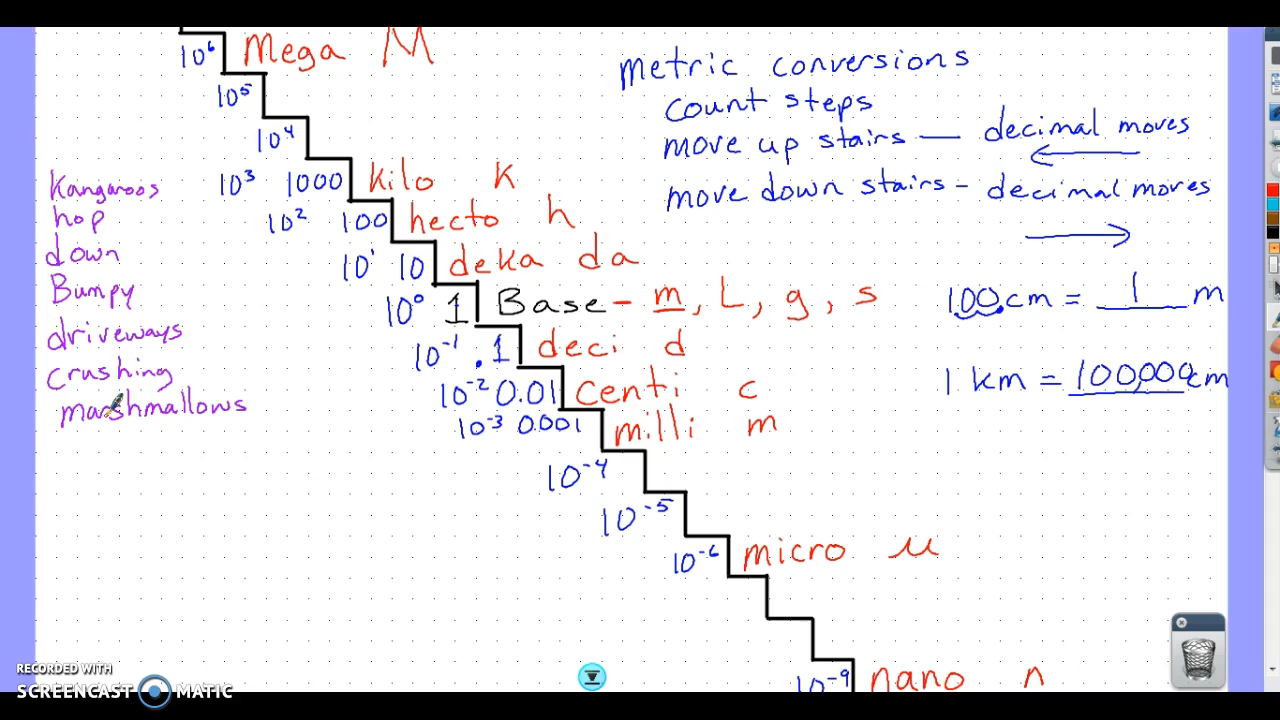 10⁶ Mega M
10⁵
10⁴
10³ 1000 kilo k
10² 100 hecto h
10¹ 10 deka da
10⁰ 1 Base - m, L, g, s
10⁻¹ .1 deci d
10⁻² 0.01 centi c
10⁻³ 0.001 milli m
10⁻⁴
10⁻⁵
10⁻⁶ micro μ
10⁻⁹ nano n
Kangaroos
hop
down
Bumpy
driveways
crushing
marshmallows
metric conversions
count steps
move up stairs — decimal moves
move down stairs - decimal moves
100cm = 1 m
1 km = 100,000cm
RECORDED WITH
SCREENCAST MATIC